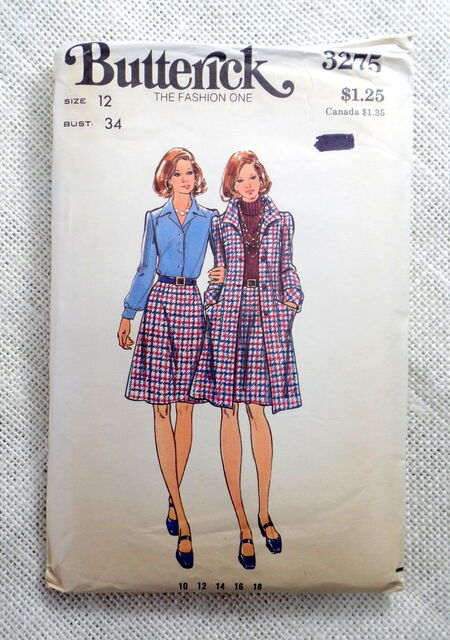 Butterick
3275
SIZE 12
THE FASHION ONE
$1.25
Canada $1.35
BUST. 34
10 12 14 16 18